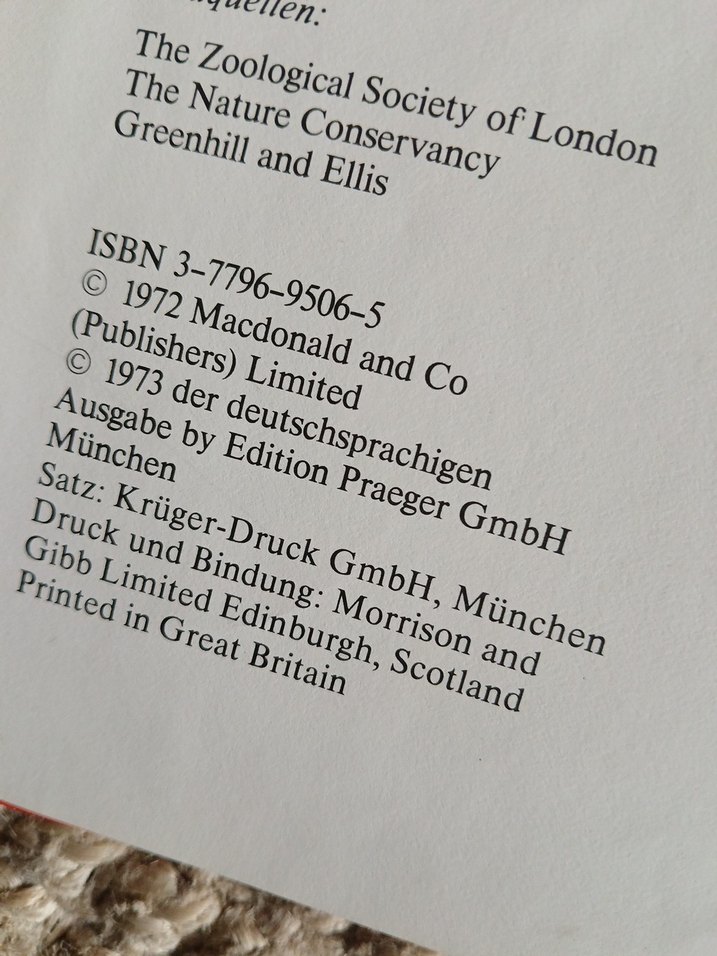 The Zoological Society of London
The Nature Conservancy
Greenhill and Ellis
ISBN 3-7796-9506-5
© 1972 Macdonald and Co
(Publishers) Limited
© 1973 der deutschsprachigen
Ausgabe by Edition Praeger GmbH
München
Satz: Krüger-Druck GmbH, München
Druck und Bindung: Morrison and
Gibb Limited Edinburgh, Scotland
Printed in Great Britain